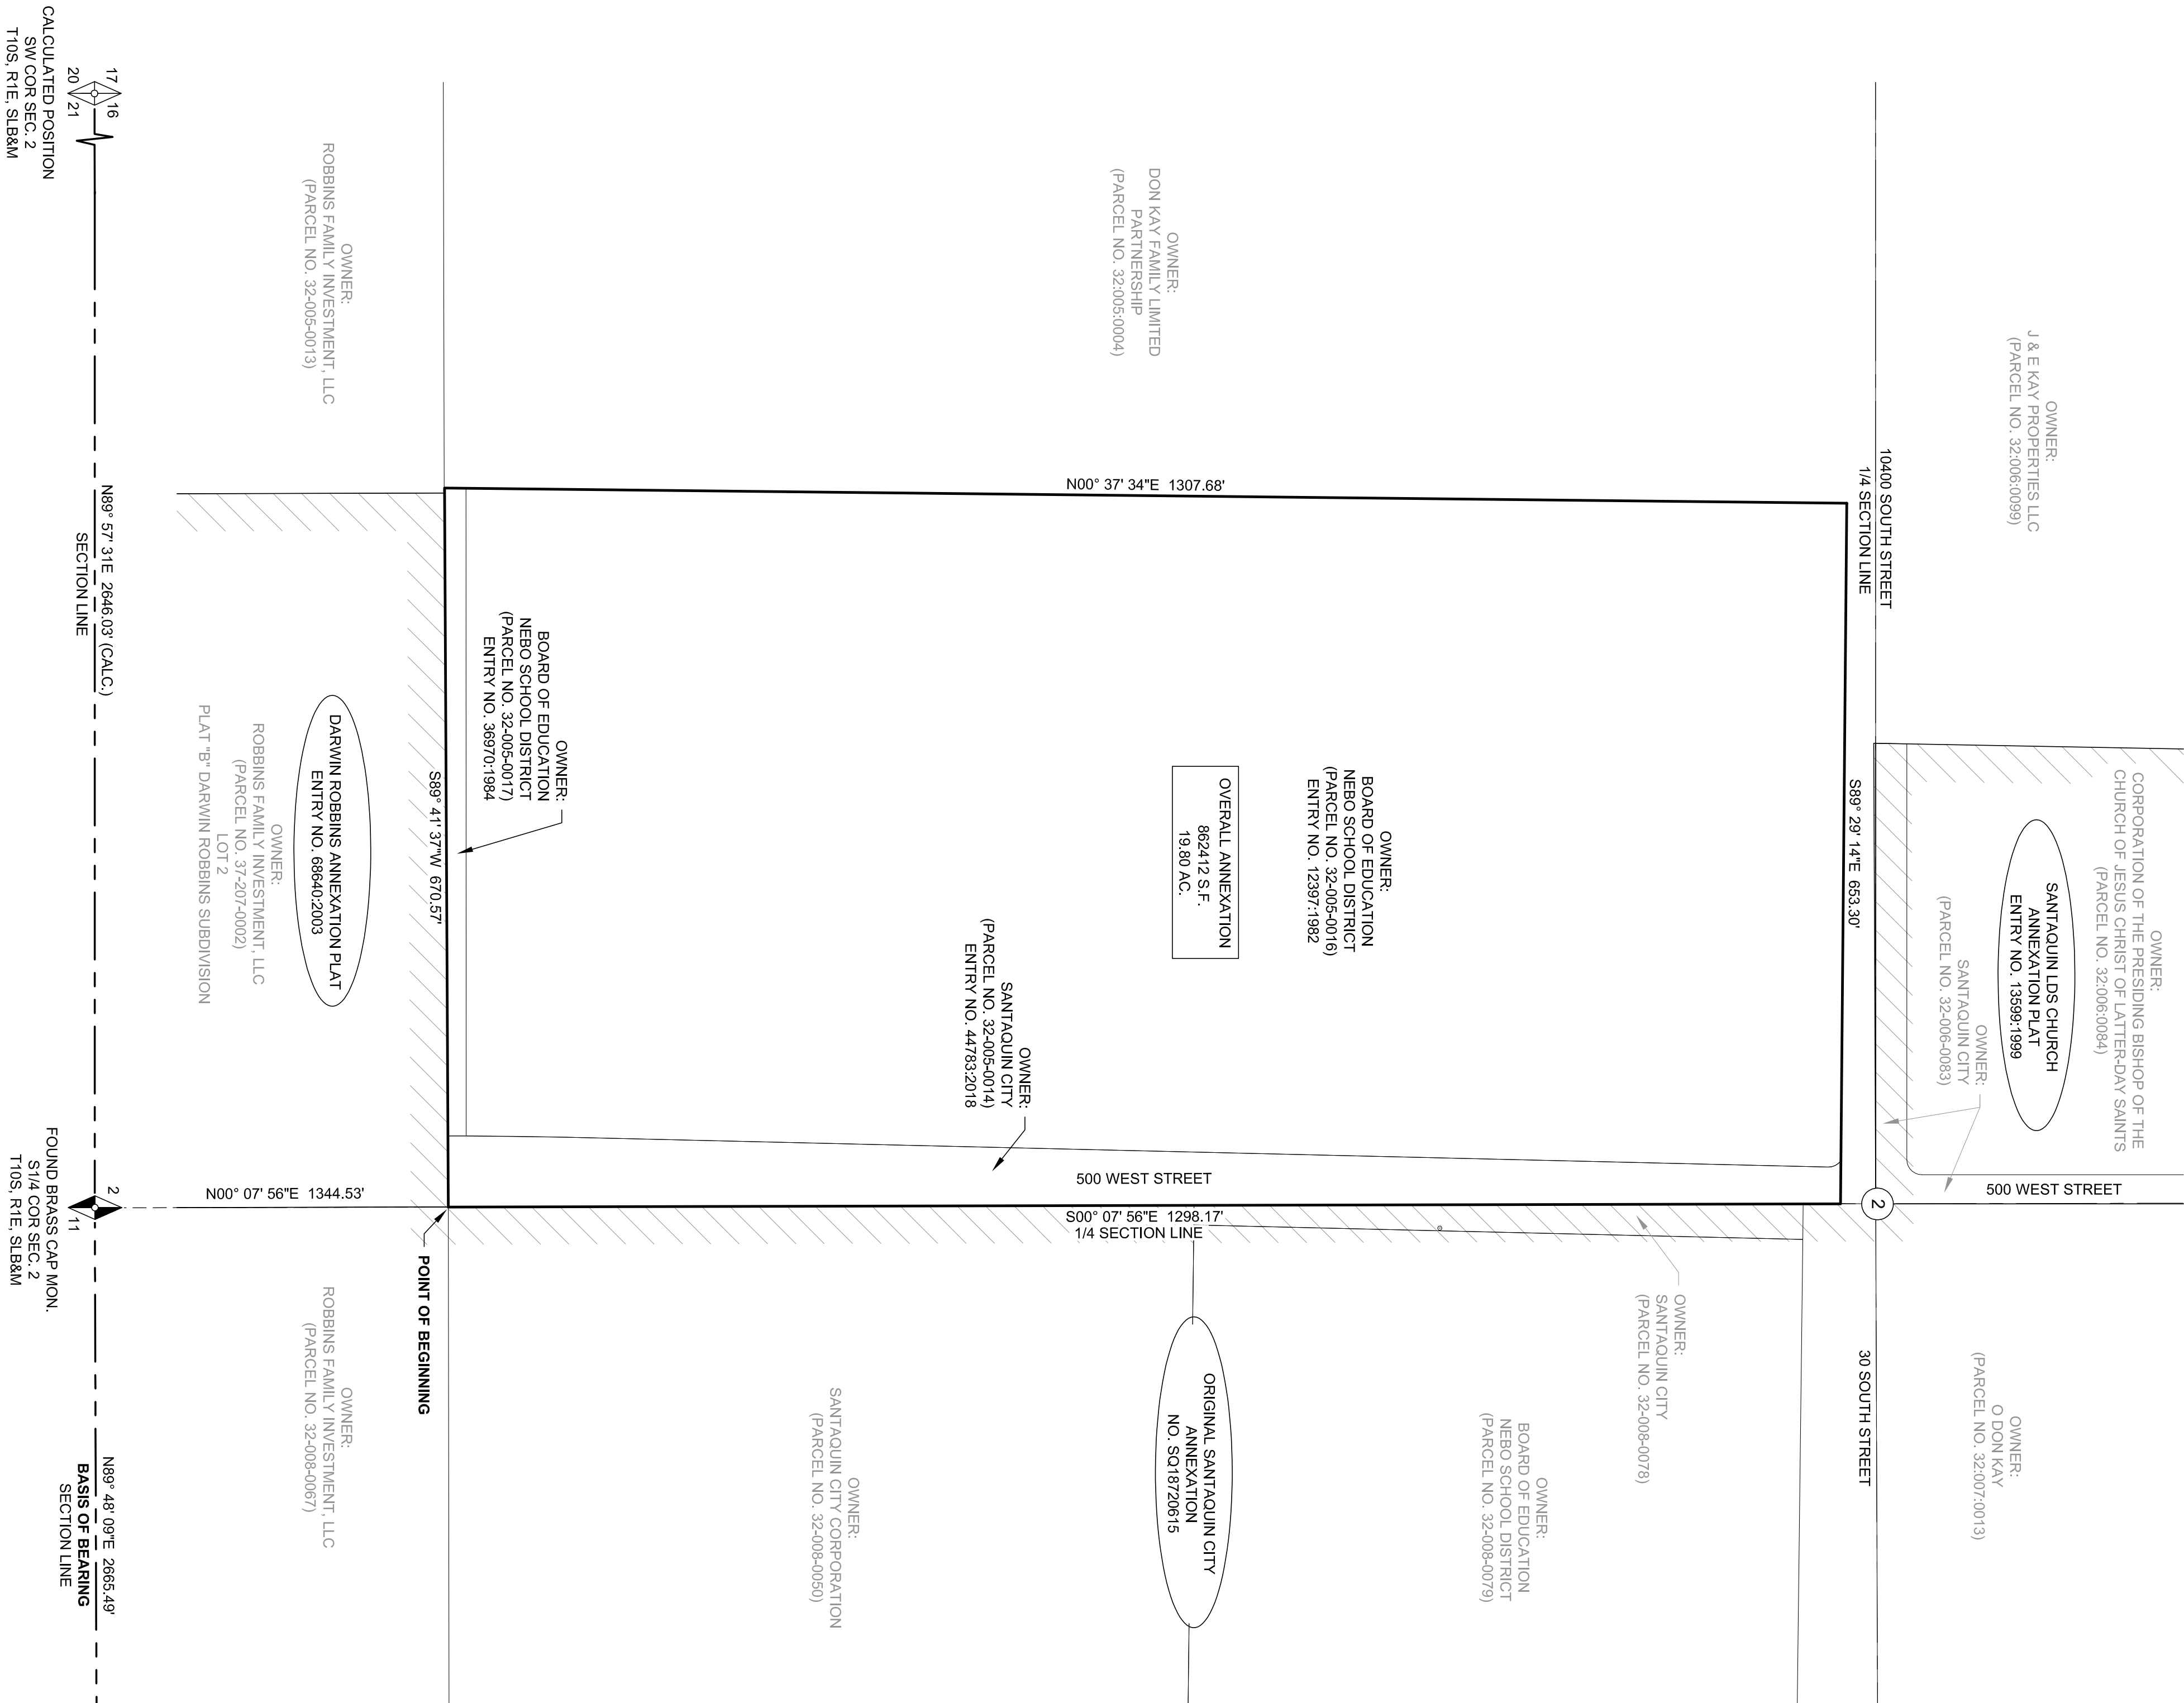 17
16
20
21
CALCULATED POSITION
SW COR SEC. 2
T10S, R1E, SLB&M
OWNER:
ROBBINS FAMILY INVESTMENT, LLC
(PARCEL NO. 32-005-0013)
OWNER:
DON KAY FAMILY LIMITED
PARTNERSHIP
(PARCEL NO. 32:005:0004)
OWNER:
J & E KAY PROPERTIES LLC
(PARCEL NO. 32:006:0099)
10400 SOUTH STREET
1/4 SECTION LINE
N00° 37' 34"E 1307.68'
N89° 57' 31E 2646.03' (CALC.)
SECTION LINE
S89° 29' 14"E 653.30'
OWNER:
CORPORATION OF THE PRESIDING BISHOP OF THE
CHURCH OF JESUS CHRIST OF LATTER-DAY SAINTS
(PARCEL NO. 32:006:0084)
SANTAQUIN LDS CHURCH
ANNEXATION PLAT
ENTRY NO. 13599:1999
OWNER:
SANTAQUIN CITY
(PARCEL NO. 32-006-0083)
500 WEST STREET
OWNER:
BOARD OF EDUCATION
NEBO SCHOOL DISTRICT
(PARCEL NO. 32-005-0016)
ENTRY NO. 12397:1982
OVERALL ANNEXATION
862412 S.F.
19.80 AC.
OWNER:
BOARD OF EDUCATION
NEBO SCHOOL DISTRICT
(PARCEL NO. 32-005-0017)
ENTRY NO. 36970:1984
S89° 41' 37"W 670.57'
DARWIN ROBBINS ANNEXATION PLAT
ENTRY NO. 68640:2003
OWNER:
ROBBINS FAMILY INVESTMENT, LLC
(PARCEL NO. 37-207-0002)
LOT 2
PLAT "B" DARWIN ROBBINS SUBDIVISION
OWNER:
SANTAQUIN CITY
(PARCEL NO. 32-005-0014)
ENTRY NO. 44783:2018
500 WEST STREET
S00° 07' 56"E 1298.17'
1/4 SECTION LINE
2
N00° 07' 56"E 1344.53'
2
11
FOUND BRASS CAP MON.
S1/4 COR SEC. 2
T10S, R1E, SLB&M
POINT OF BEGINNING
OWNER:
ROBBINS FAMILY INVESTMENT, LLC
(PARCEL NO. 32-008-0067)
OWNER:
SANTAQUIN CITY CORPORATION
(PARCEL NO. 32-008-0050)
ORIGINAL SANTAQUIN CITY
ANNEXATION
NO. SQ18720615
OWNER:
BOARD OF EDUCATION
NEBO SCHOOL DISTRICT
(PARCEL NO. 32-008-0079)
OWNER:
SANTAQUIN CITY
(PARCEL NO. 32-008-0078)
30 SOUTH STREET
OWNER:
O DON KAY
(PARCEL NO. 32:007:0013)
N89° 48' 09"E 2665.49'
BASIS OF BEARING
SECTION LINE